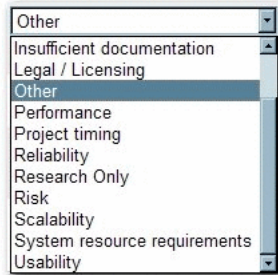 Other
Insufficient documentation
Legal / Licensing
Other
Performance
Project timing
Reliability
Research Only
Risk
Scalability
System resource requirements
Usability